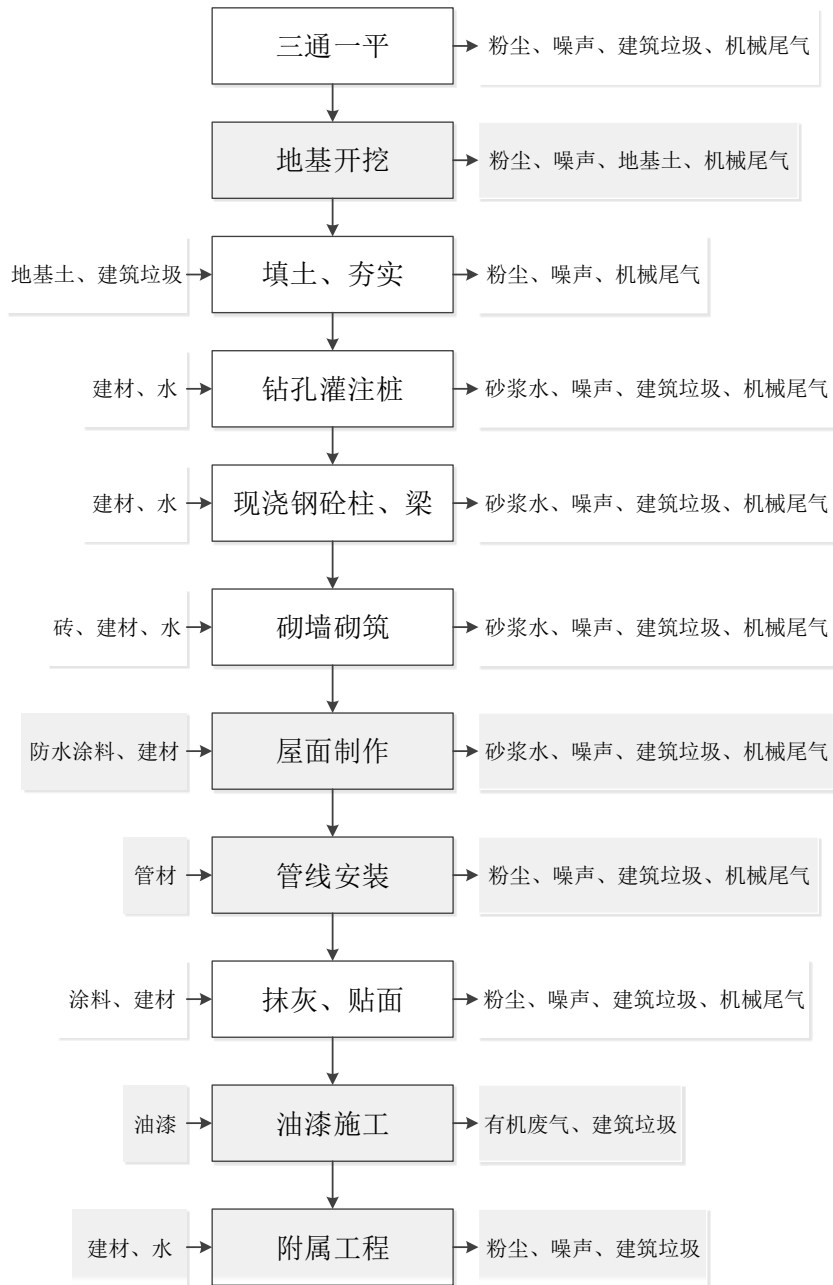 三通一平
粉尘、噪声、建筑垃圾、机械尾气
地基开挖
粉尘、噪声、地基土、机械尾气
地基土、建筑垃圾
填土、夯实
粉尘、噪声、机械尾气
建材、水
钻孔灌注桩
砂浆水、噪声、建筑垃圾、机械尾气
建材、水
现浇钢砼柱、梁
砂浆水、噪声、建筑垃圾、机械尾气
砖、建材、水
砌墙砌筑
砂浆水、噪声、建筑垃圾、机械尾气
防水涂料、建材
屋面制作
砂浆水、噪声、建筑垃圾、机械尾气
管材
管线安装
粉尘、噪声、建筑垃圾、机械尾气
涂料、建材
抹灰、贴面
粉尘、噪声、建筑垃圾、机械尾气
油漆
油漆施工
有机废气、建筑垃圾
建材、水
附属工程
粉尘、噪声、建筑垃圾